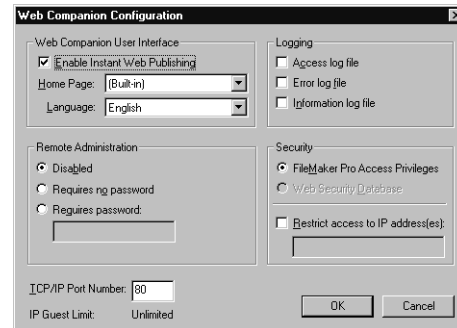 Web Companion Configuration
Web Companion User Interface
Enable Instant Web Publishing
Home Page: (Built-in)
Language: English
Logging
Access log file
Error log file
Information log file
Remote Administration
Disabled
Requires no password
Requires password:
Security
FileMaker Pro Access Privileges
Web Security Database
Restrict access to IP address(es):
TCP/IP Port Number: 80
IP Guest Limit: Unlimited
OK
Cancel